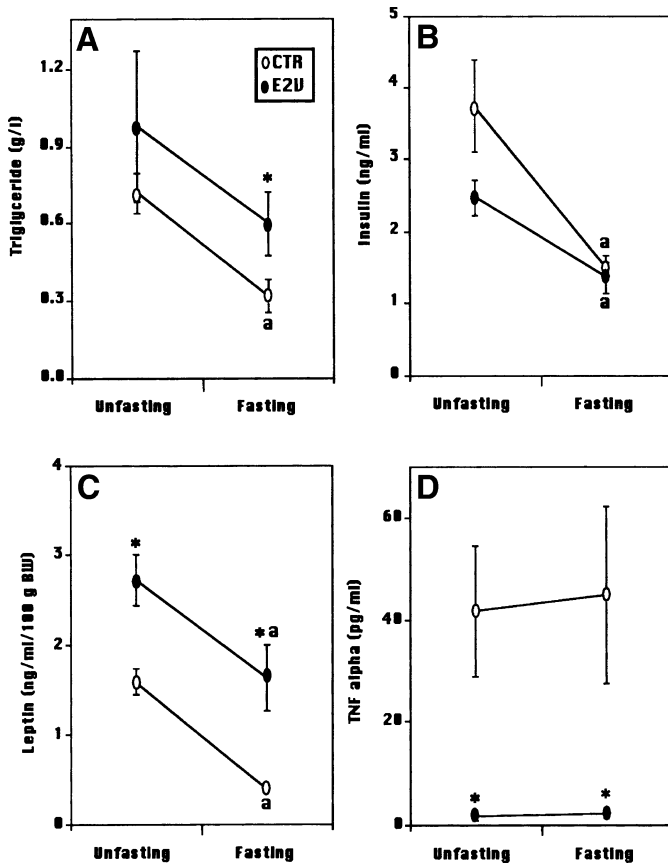 A
CTR
E2V
1.2
0.9
0.6
0.3
0.0
Triglyceride (g/l)
*
a
Unfasting Fasting
B
5
4
3
2
1
0
Insulin (ng/ml)
a
a
Unfasting Fasting
C
4
3
2
1
0
Leptin (ng/ml/100 g BW)
*
* a
a
Unfasting Fasting
D
60
40
20
0
TNF alpha (pg/ml)
* *
Unfasting Fasting